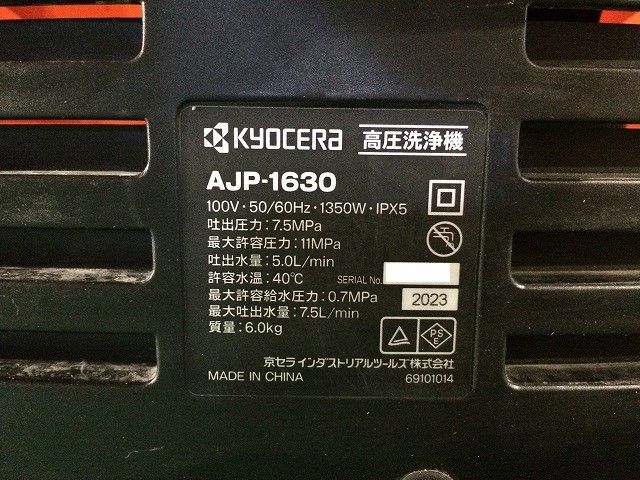 KYOCERA 高圧洗浄機
AJP-1630
100V・50/60Hz・1350W・IPX5
吐出圧力：7.5MPa
最大許容圧力：11MPa
吐出水量：5.0L/min
許容水温：40℃ SERIAL No.
最大許容給水圧力：0.7MPa 2023
最大吐出水量：7.5L/min
質量：6.0kg
PS
E
京セラインダストリアルツールズ株式会社
MADE IN CHINA 69101014